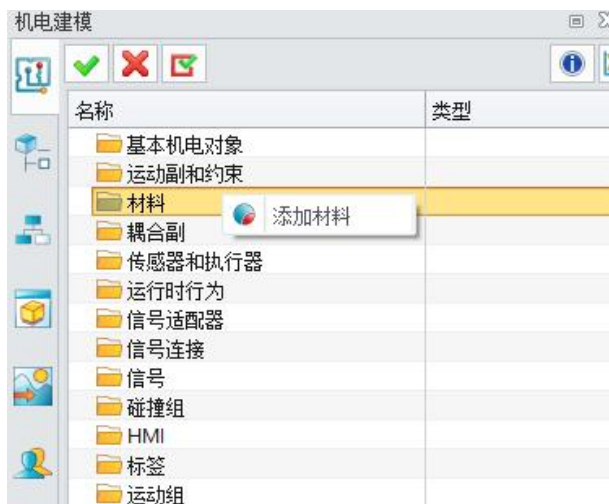 机电建模
名称 类型
基本机电对象
运动副和约束
材料
添加材料
耦合副
传感器和执行器
运行时行为
信号适配器
信号连接
信号
碰撞组
HMI
标签
运动组